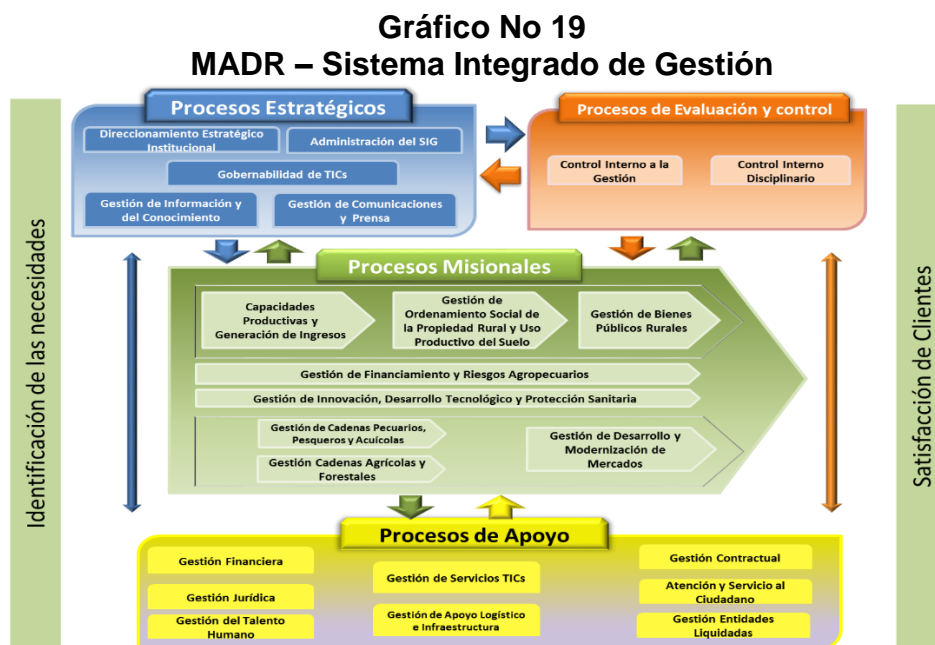 Gráfico No 19
MADR – Sistema Integrado de Gestión
Identificación de las necesidades
Procesos Estratégicos
Direccionamiento Estratégico
Institucional
Administración del SIG
Gobernabilidad de TICs
Gestión de Información y
del Conocimiento
Gestión de Comunicaciones
y Prensa
Procesos de Evaluación y control
Control Interno a la
Gestión
Control Interno
Disciplinario
Procesos Misionales
Capacidades
Productivas y
Generación de Ingresos
Gestión de
Ordenamiento Social de
la Propiedad Rural y Uso
Productivo del Suelo
Gestión de Bienes
Públicos Rurales
Gestión de Financiamiento y Riesgos Agropecuarios
Gestión de Innovación, Desarrollo Tecnológico y Protección Sanitaria
Gestión de Cadenas Pecuarios,
Pesqueros y Acuícolas
Gestión Cadenas Agrícolas y
Forestales
Gestión de Desarrollo y
Modernización de
Mercados
Procesos de Apoyo
Gestión Financiera
Gestión Jurídica
Gestión del Talento
Humano
Gestión de Servicios TICs
Gestión de Apoyo Logístico
e Infraestructura
Gestión Contractual
Atención y Servicio al
Ciudadano
Gestión Entidades
Liquidadas
Satisfacción de Clientes